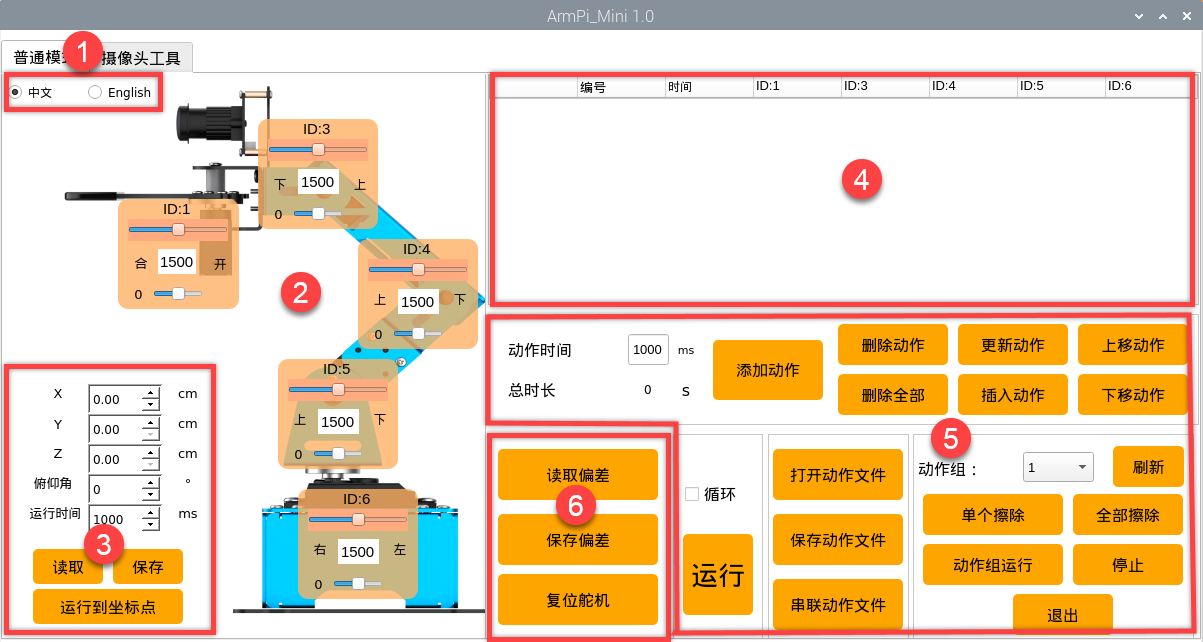 ArmPi_Mini 1.0
普通模 摄像头工具
1
中文 English
编号 时间 ID:1 ID:3 ID:4 ID:5 ID:6
4
ID:3
下 1500 上
0
ID:1
合 1500 开
0
2
ID:4
上 1500 下
0
ID:5
上 1500 下
0
ID:6
右 1500 左
0
X 0.00 cm
Y 0.00 cm
Z 0.00 cm
俯仰角 0 °
运行时间 1000 ms
3
读取 保存
运行到坐标点
动作时间 1000 ms
总时长 0 S
添加动作
删除动作 更新动作 上移动作
删除全部 插入动作 下移动作
5
读取偏差
6
保存偏差
复位舵机
循环
运行
打开动作文件
保存动作文件
串联动作文件
动作组： 1 刷新
单个擦除 全部擦除
动作组运行 停止
退出